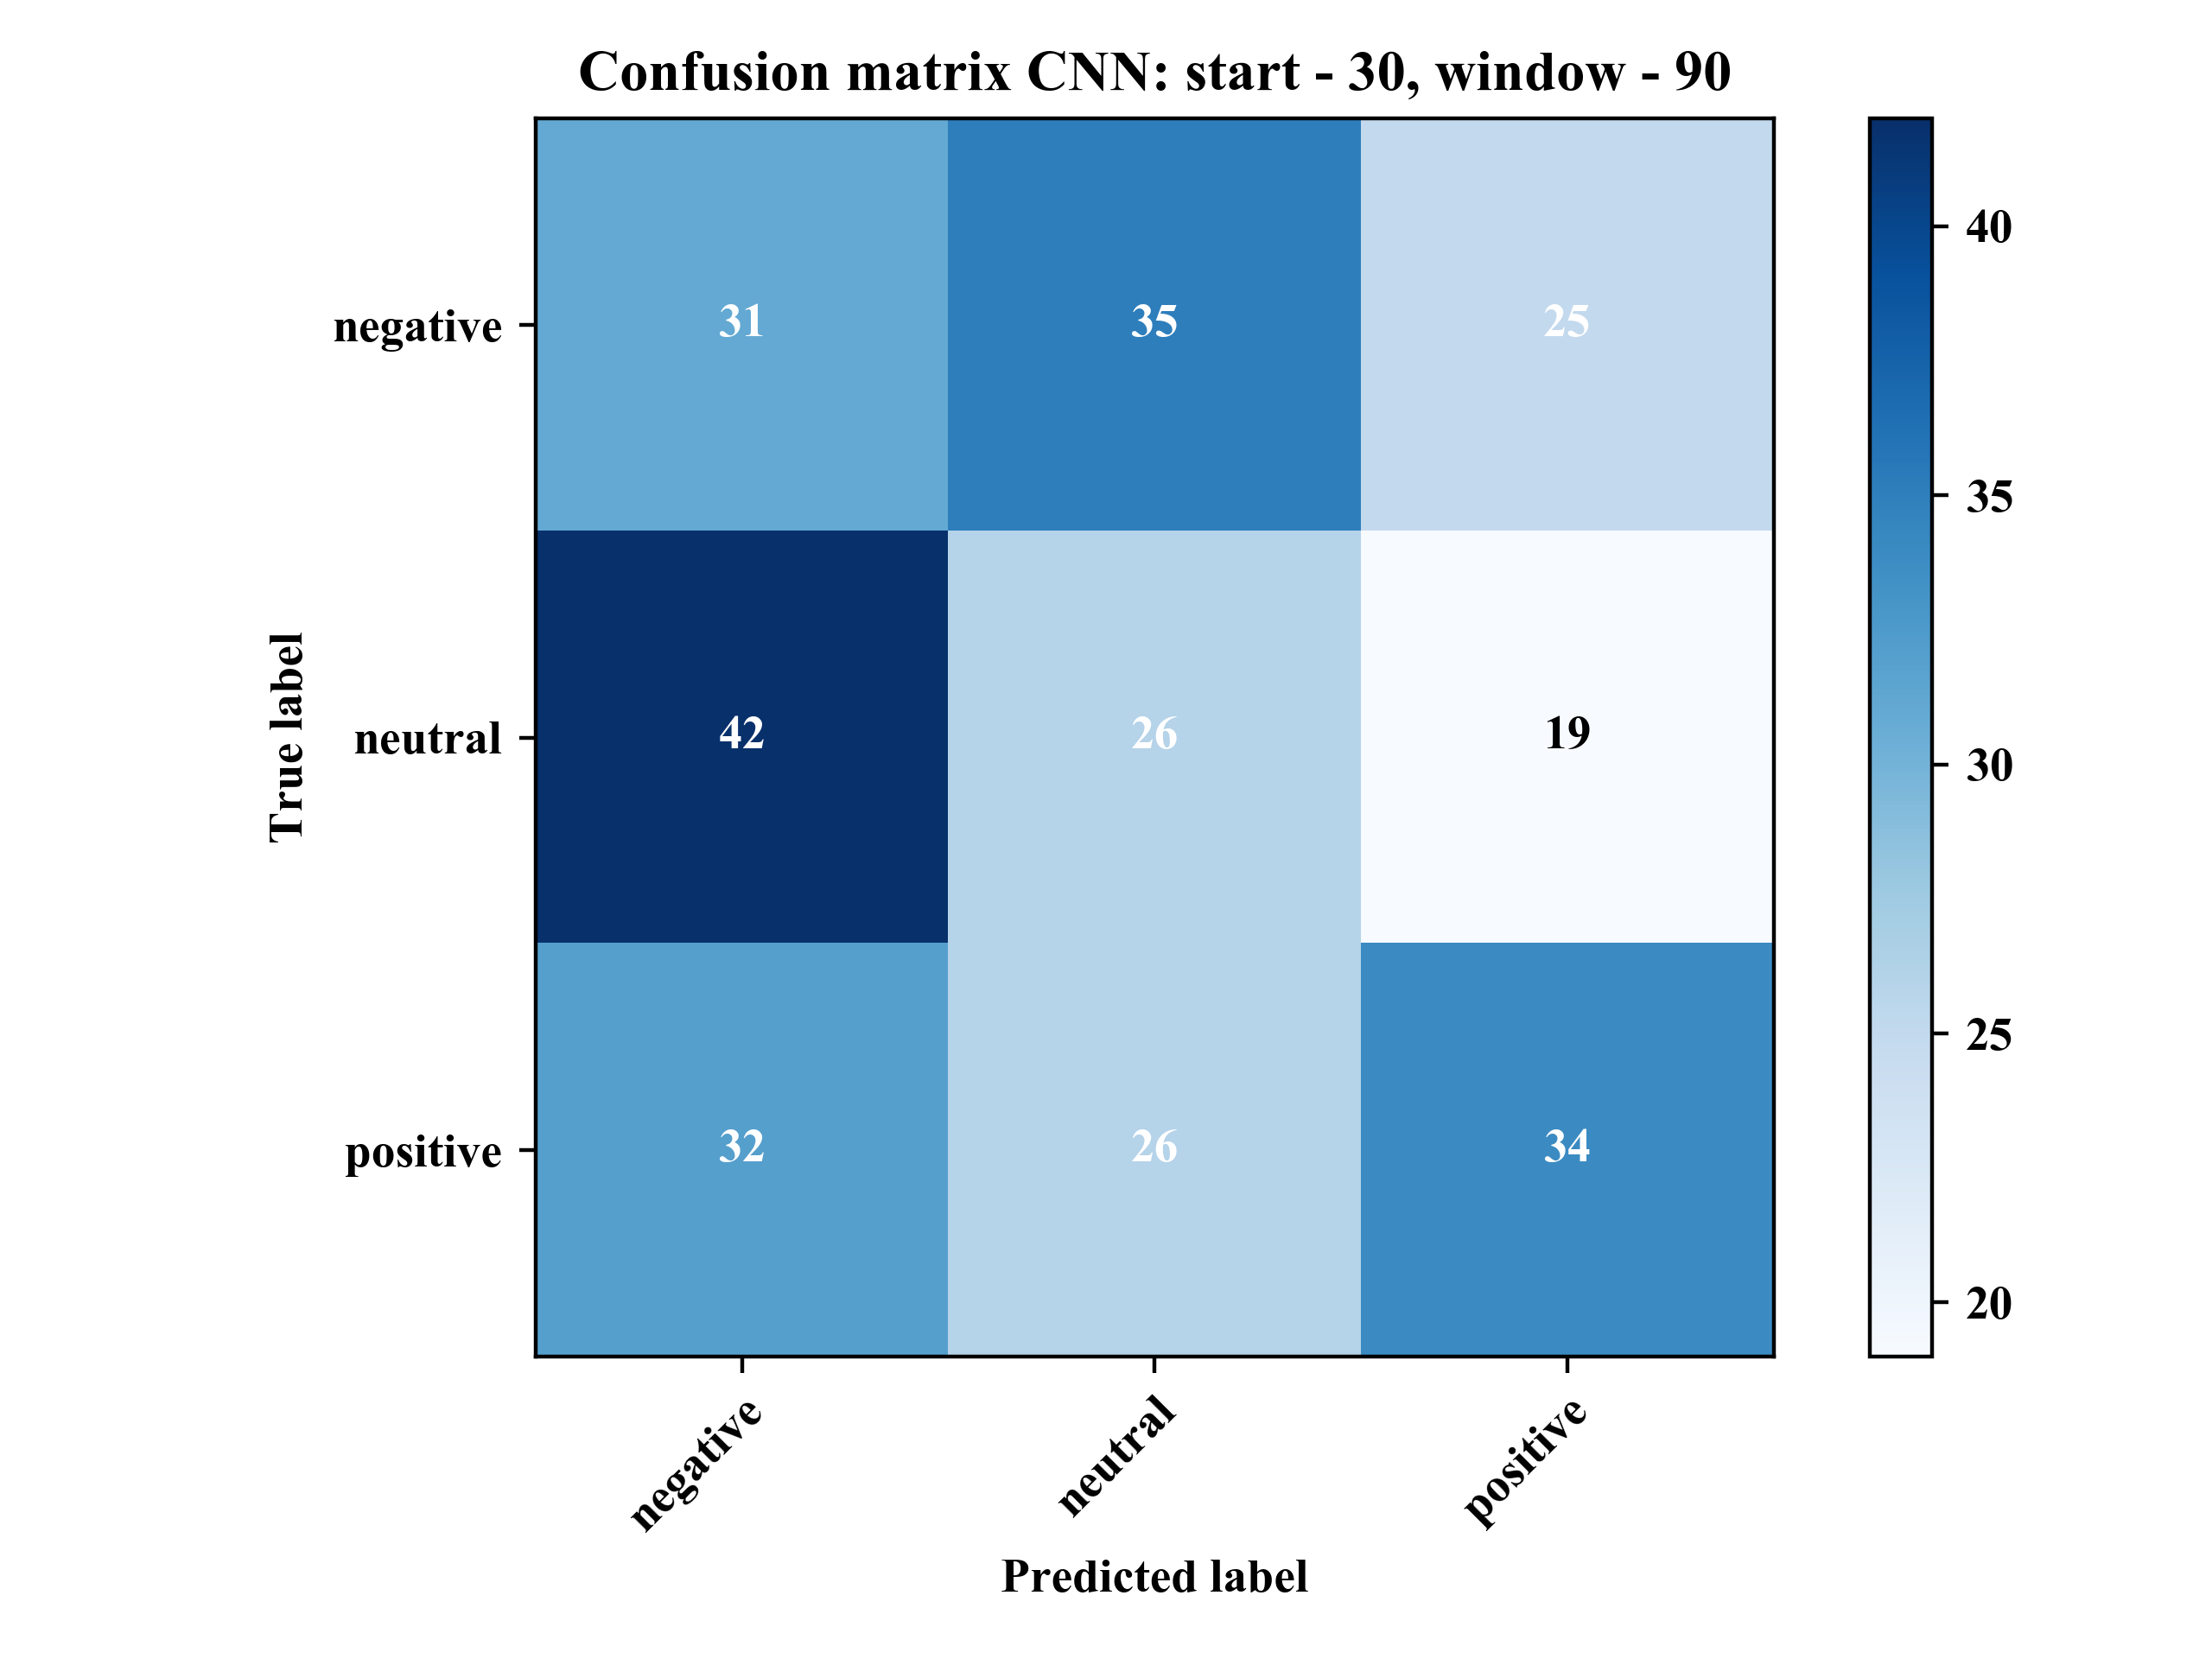 Confusion matrix CNN: start - 30, window - 90
negative
31
35
25
neutral
42
26
19
positive
32
26
34
negative
neutral
positive
True label
Predicted label
40
35
30
25
20